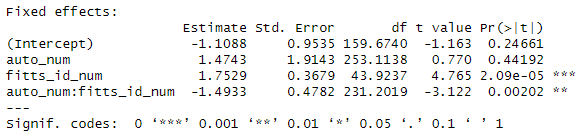 Fixed effects:
Estimate Std. Error df t value Pr(>|t|)
(Intercept) -1.1088 0.9535 159.6740 -1.163 0.24661
auto_num 1.4743 1.9143 253.1138 0.770 0.44192
fitts_id_num 1.7529 0.3679 43.9237 4.765 2.09e-05 ***
auto_num:fitts_id_num -1.4933 0.4782 231.2019 -3.122 0.00202 **
---
Signif. codes: 0 ‘***’ 0.001 ‘**’ 0.01 ‘*’ 0.05 ‘.’ 0.1 ‘ ’ 1